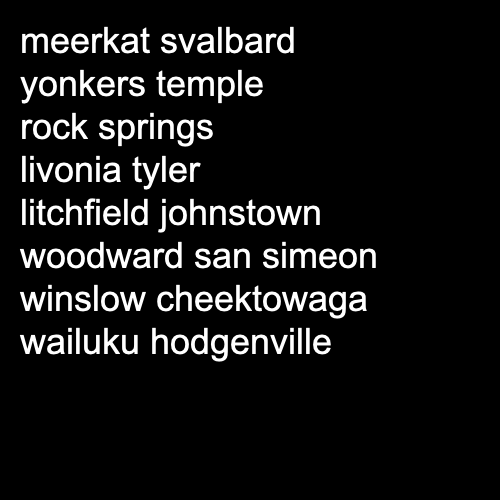 meerkat svalbard
yonkers temple
rock springs
livonia tyler
litchfield johnstown
woodward san simeon
winslow cheektowaga
wailuku hodgenville